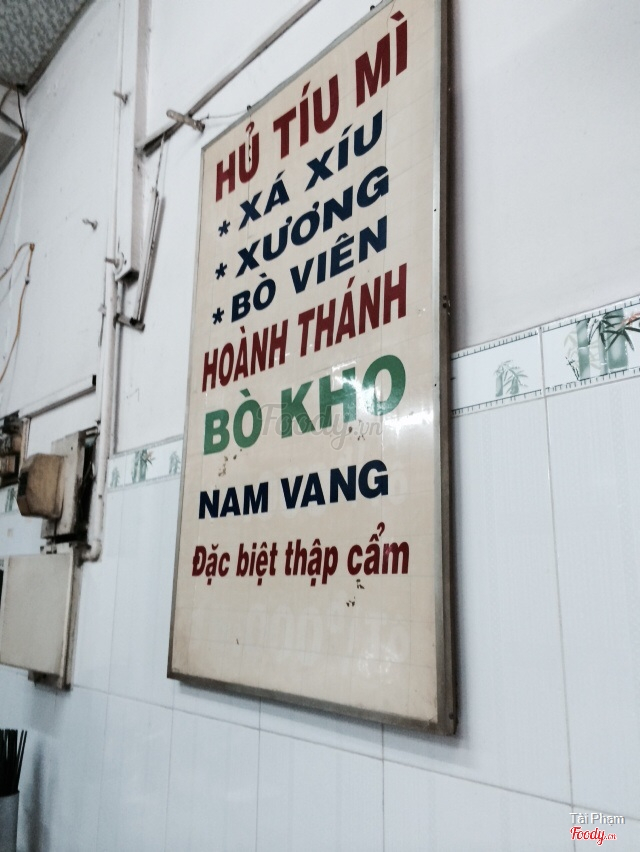 HỦ TÍU MÌ
* XÁ XÍU
* XƯƠNG
* BÒ VIÊN
HOÀNH THÁNH
BÒ KHO
Foody.vn
NAM VANG
Đặc biệt thập cẩm
Tài Phạm
Foody.vn